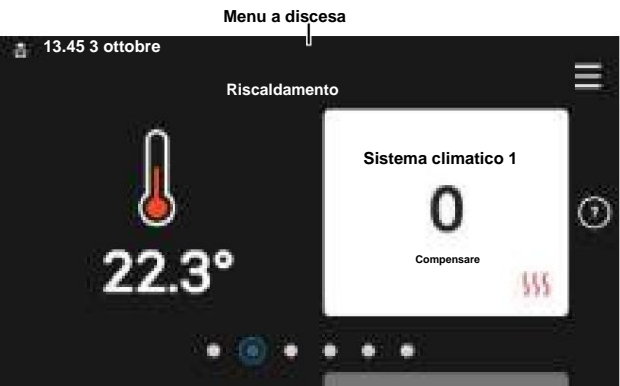 Menu a discesa
13.45 3 ottobre
Riscaldamento
Sistema climatico 1
0
?
22.3°
Compensare